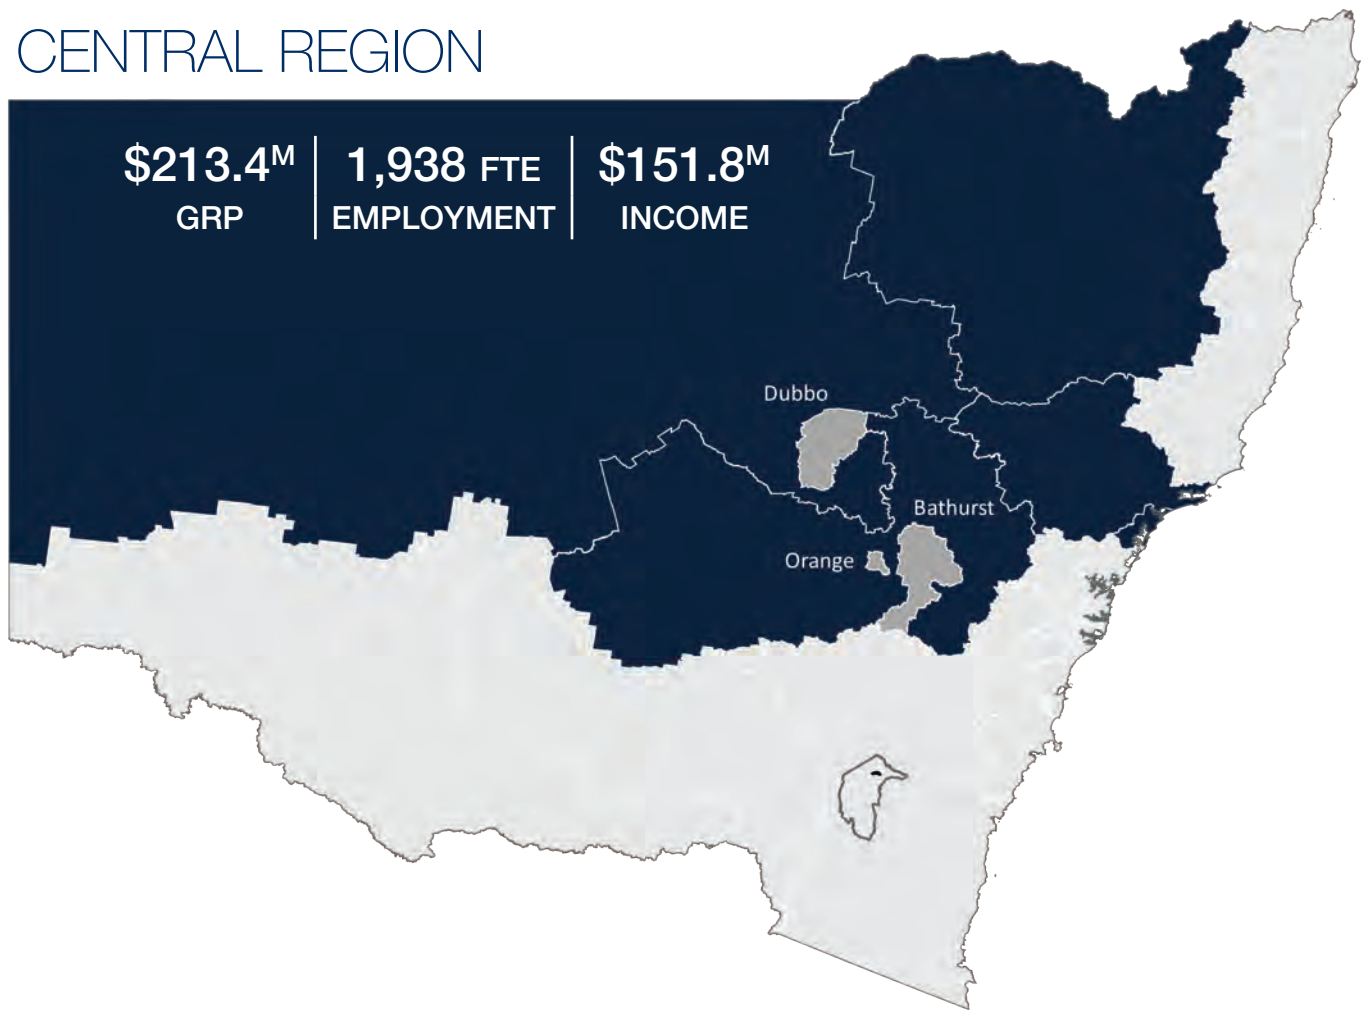 CENTRAL REGION
$213.4M
GRP
1,938 FTE
EMPLOYMENT
$151.8M
INCOME
Dubbo
Bathurst
Orange